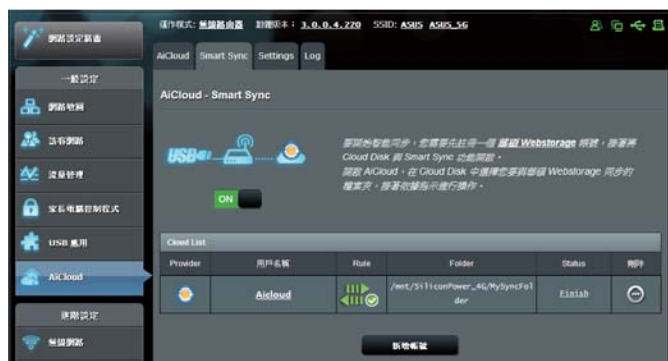 操作模式: 無線路由器 韌體版本: 3.0.0.4.220 SSID: ASUS ASUS_5G
網路設定精靈
AiCloud Smart Sync Settings Log
一般設定
AiCloud - Smart Sync
網路地圖
訪客網路
流量管理
家長電腦控制程式
USB 應用
AiCloud
進階設定
無線網路
USB
要開始智能同步，您需要先註冊一個 華碩 Webstorage 帳號，接著將
Cloud Disk 與 Smart Sync 功能開啟。
開啟 AiCloud，在 Cloud Disk 中選擇您要與華碩 Webstorage 同步的
檔案夾，接著依據指示進行操作。
ON
Cloud List
Provider 用戶名稱 Rule Folder Status 刪除
Aicloud /mnt/SiliconPower_4G/MySyncFol
der Finish
新增帳號